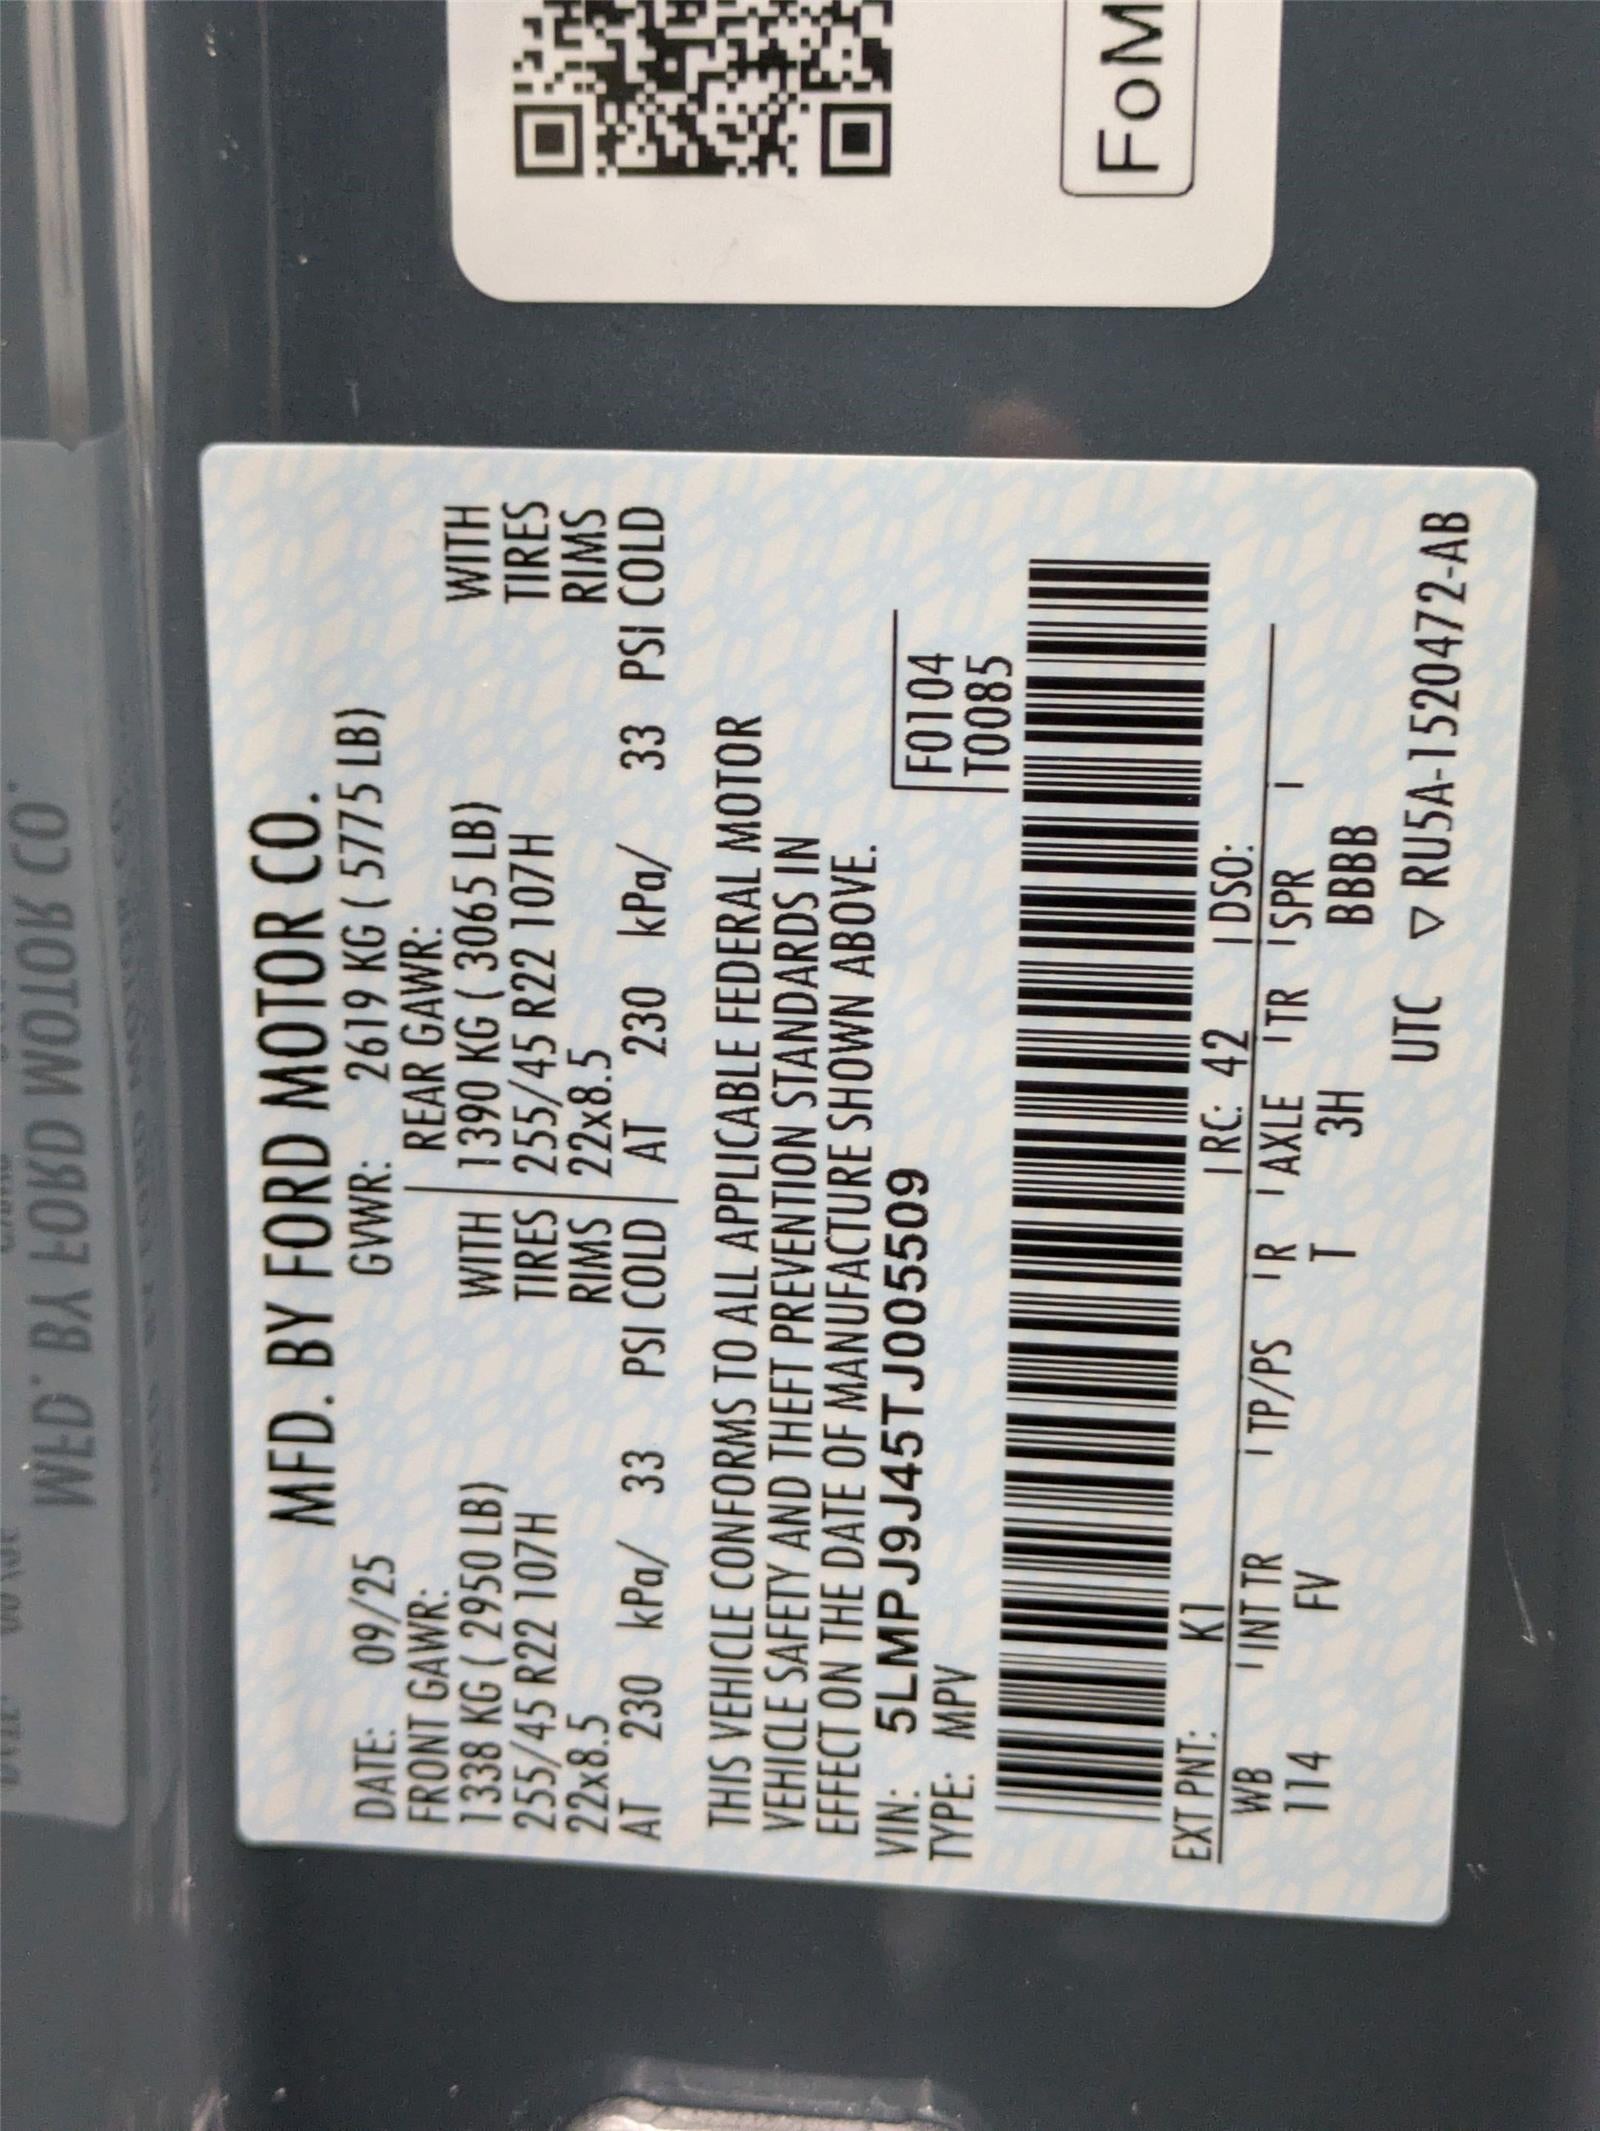 MFD. BY FORD MOTOR CO.
DATE: 09/25 GVWR: 2619 KG ( 5775 LB)
FRONT GAWR: REAR GAWR:
1338 KG ( 2950 LB) WITH 1390 KG ( 3065 LB) WITH
255/45 R22 107H TIRES 255/45 R22 107H TIRES
22x8.5 RIMS 22x8.5 RIMS
AT 230 kPa/ 33 PSI COLD AT 230 kPa/ 33 PSI COLD
THIS VEHICLE CONFORMS TO ALL APPLICABLE FEDERAL MOTOR
VEHICLE SAFETY AND THEFT PREVENTION STANDARDS IN
EFFECT ON THE DATE OF MANUFACTURE SHOWN ABOVE.
VIN: 5LMPJ9J45TJ005509 F0104
TYPE: MPV T0085
EXT PNT: K1 RC: 42 DSO:
WB INT TR TP/PS R AXLE TR SPR
114 FV T 3H BBBB
UTC ▽ RU5A-1520472-AB
FoM
MFD. BY FORD MOTOR CO.